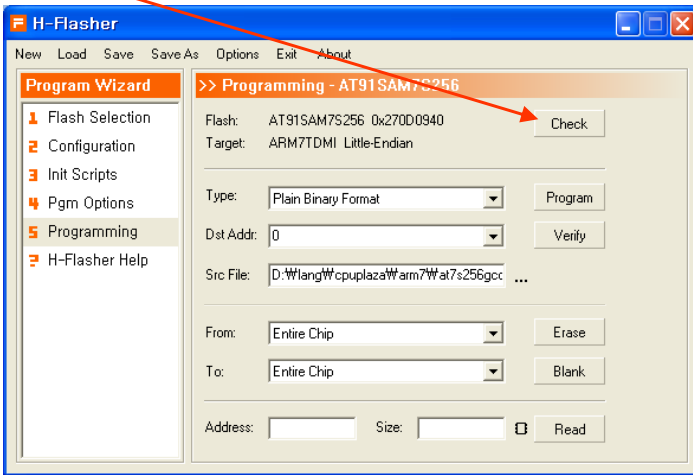 H-Flasher
New Load Save Save As Options Exit About
Program Wizard
1 Flash Selection
2 Configuration
3 Init Scripts
4 Pgm Options
5 Programming
? H-Flasher Help
>> Programming - AT91SAM7S256
Flash: AT91SAM7S256 0x270D0940
Check
Target: ARM7TDMI Little-Endian
Type: Plain Binary Format Program
Dst Addr: 0 Verify
Src File: D:₩lang₩cpuplaza₩arm7₩at7s256gcc ...
From: Entire Chip Erase
To: Entire Chip Blank
Address: Size: Read